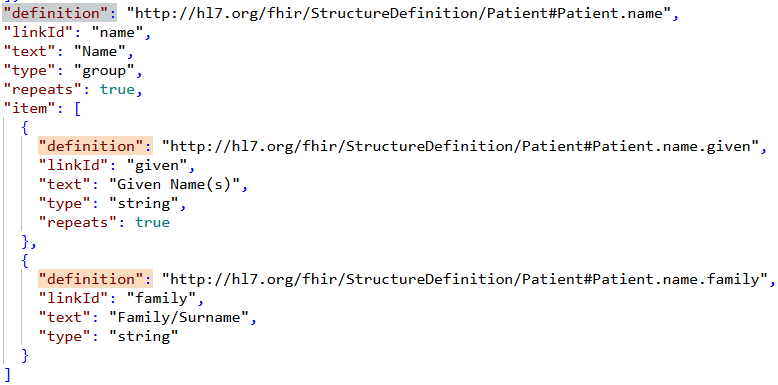 "definition": "http://hl7.org/fhir/StructureDefinition/Patient#Patient.name",
"linkId": "name",
"text": "Name",
"type": "group",
"repeats": true,
"item": [
  {
    "definition": "http://hl7.org/fhir/StructureDefinition/Patient#Patient.name.given",
    "linkId": "given",
    "text": "Given Name(s)",
    "type": "string",
    "repeats": true
  },
  {
    "definition": "http://hl7.org/fhir/StructureDefinition/Patient#Patient.name.family",
    "linkId": "family",
    "text": "Family/Surname",
    "type": "string"
  }
]